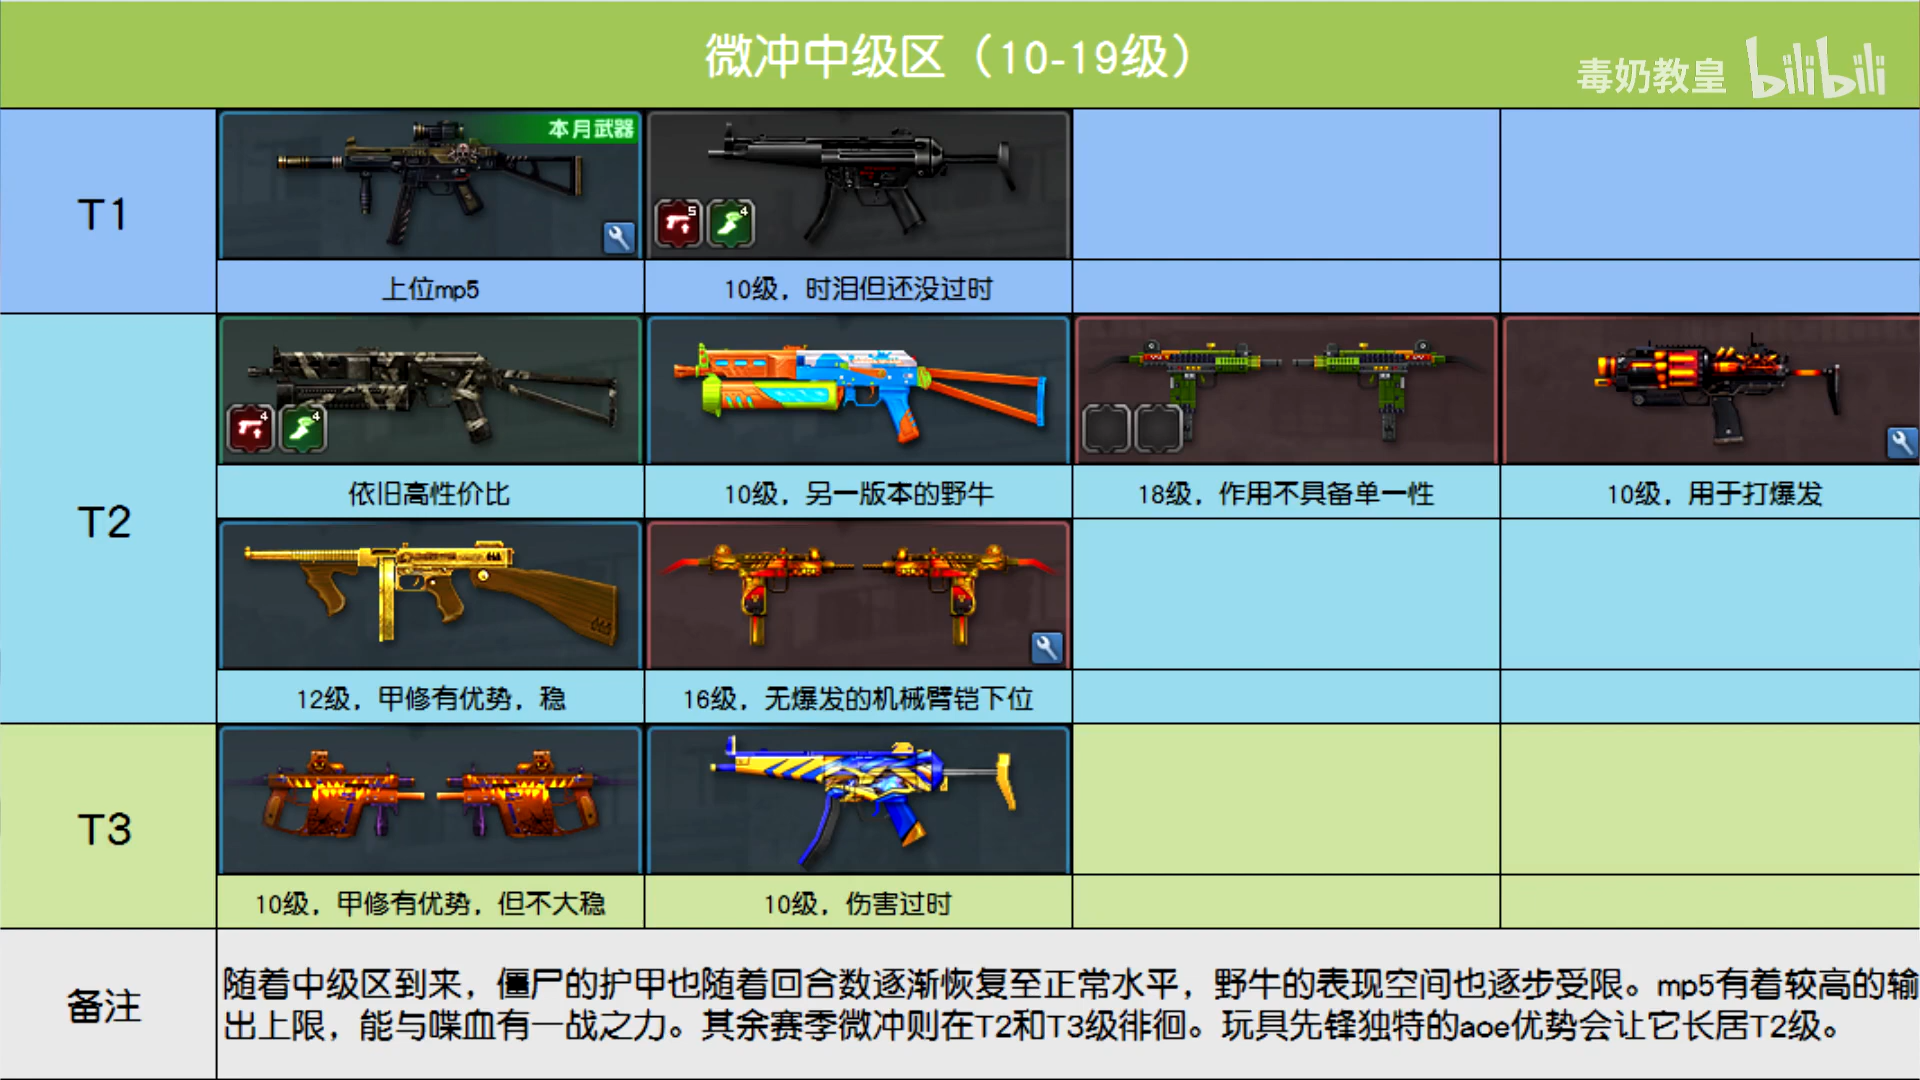 微冲中级区（10-19级）
毒奶教皇 bilibili
T1
本月武器
5
4
上位mp5
10级，时泪但还没过时
T2
4
4
依旧高性价比
10级，另一版本的野牛
18级，作用不具备单一性
10级，用于打爆发
12级，甲修有优势，稳
16级，无爆发的机械臂铠下位
T3
10级，甲修有优势，但不大稳
10级，伤害过时
备注
随着中级区到来，僵尸的护甲也随着回合数逐渐恢复至正常水平，野牛的表现空间也逐步受限。mp5有着较高的输
出上限，能与喋血有一战之力。其余赛季微冲则在T2和T3级徘徊。玩具先锋独特的aoe优势会让它长居T2级。